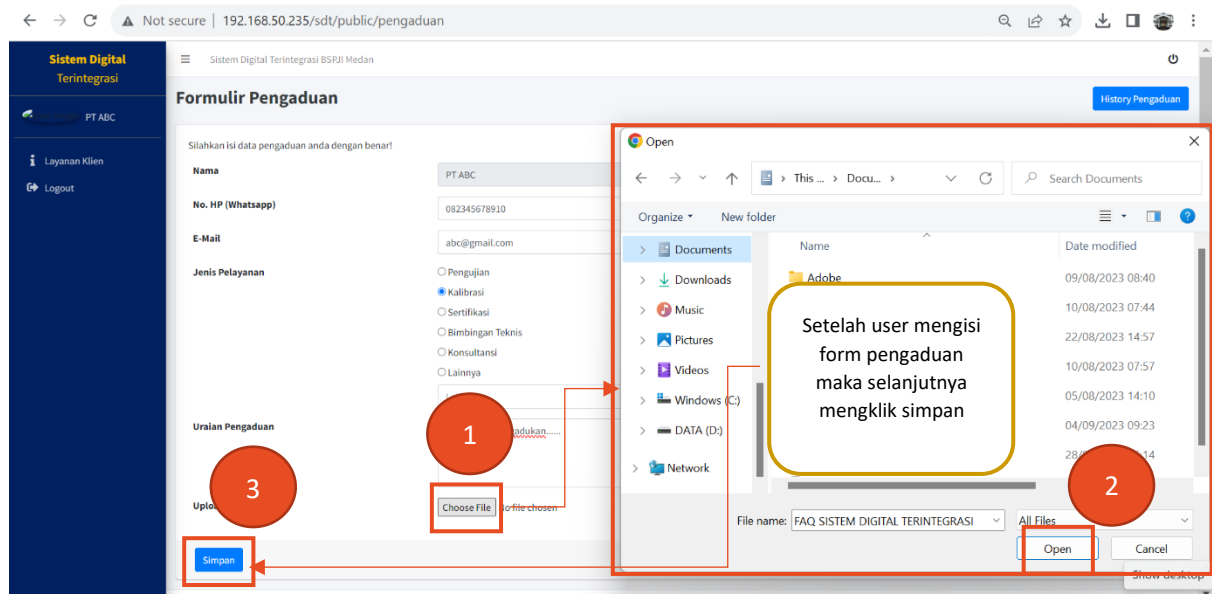 Not secure | 192.168.50.235/sdt/public/pengaduan
Sistem Digital
Terintegrasi
PT ABC
Layanan Klien
Logout
Sistem Digital Terintegrasi BSPJI Medan
Formulir Pengaduan
History Pengaduan
Silahkan isi data pengaduan anda dengan benar!
Nama
PT ABC
No. HP (Whatsapp)
082345678910
E-Mail
abc@gmail.com
Jenis Pelayanan
Pengujian
Kalibrasi
Sertifikasi
Bimbingan Teknis
Konsultansi
Lainnya
Uraian Pengaduan
1
3
Choose File
file chosen
Simpan
Open
This ... > Docu... >
Search Documents
Organize
New folder
Name
Date modified
Documents
Downloads
Music
Pictures
Videos
Windows (C:)
DATA (D:)
Network
Adobe
09/08/2023 08:40
10/08/2023 07:44
22/08/2023 14:57
10/08/2023 07:57
05/08/2023 14:10
04/09/2023 09:23
Setelah user mengisi
form pengaduan
maka selanjutnya
mengklik simpan
2
File name:
FAQ SISTEM DIGITAL TERINTEGRASI
All Files
Open
Cancel
Show desktop